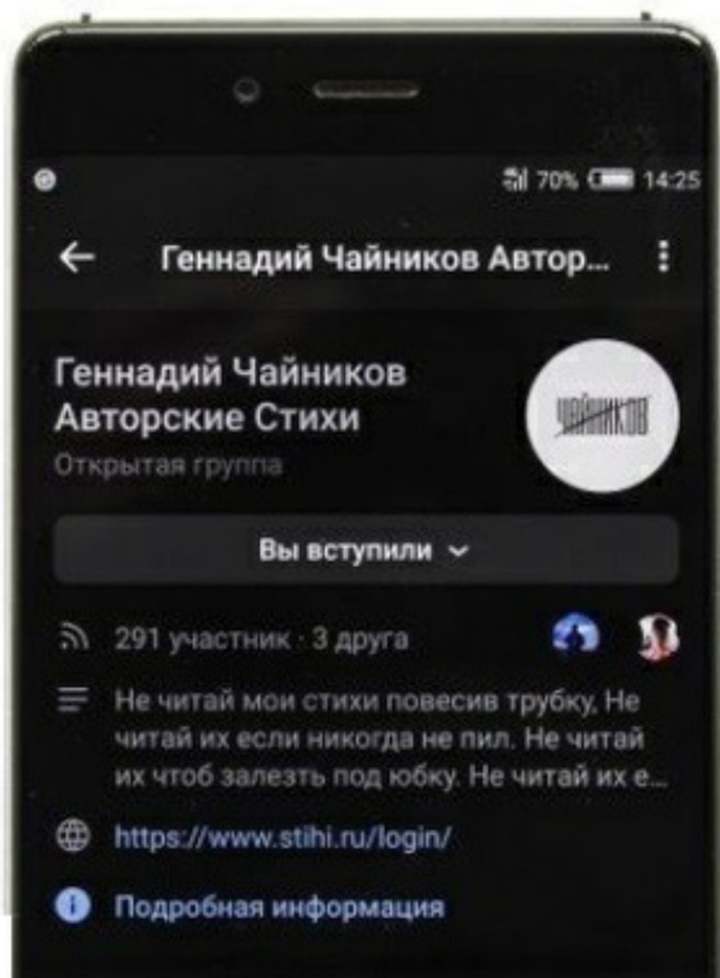 70% 14:25
Геннадий Чайников Автор...
Геннадий Чайников
Авторские Стихи
ЧАЙНИКОВ
Открытая группа
Вы вступили
291 участник · 3 друга
Не читай мои стихи повесив трубку, Не
читай их если никогда не пил. Не читай
их чтоб залезть под юбку. Не читай их е...
https://www.stihi.ru/login/
Подробная информация